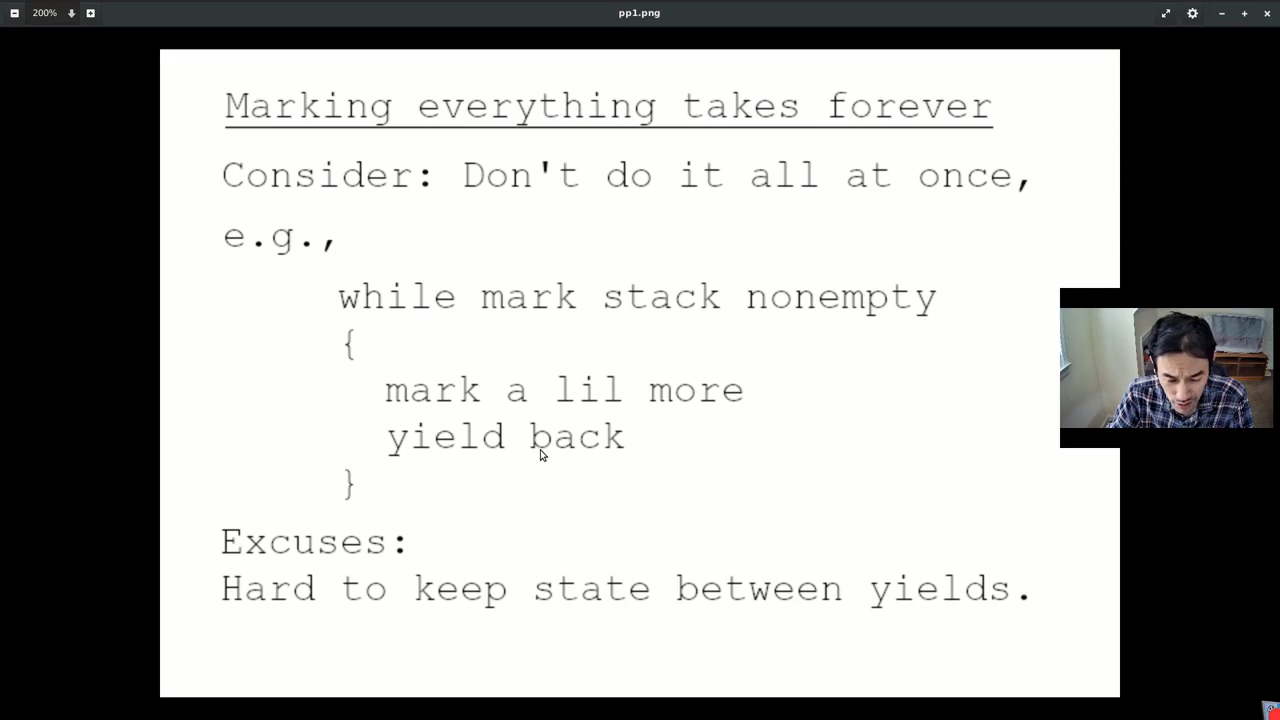 200%
pp1.png
Marking everything takes forever
Consider: Don't do it all at once,
e.g.,
while mark stack nonempty
{
mark a lil more
yield back
}
Excuses:
Hard to keep state between yields.